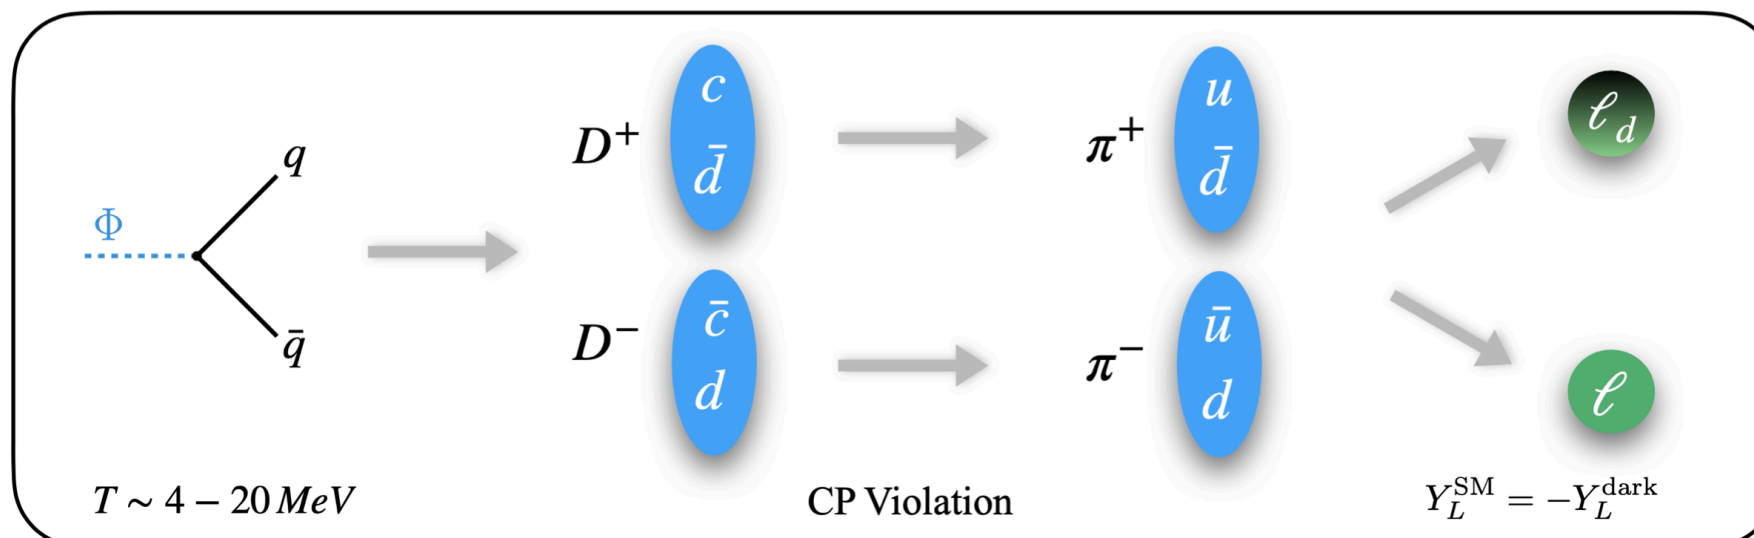 Φ
q
q̄
T ~ 4 − 20 MeV
D⁺
c
d̄
D⁻
c̄
d
CP Violation
π⁺
u
d̄
π⁻
ū
d
ℓ_d
ℓ
Y_L^SM = −Y_L^dark